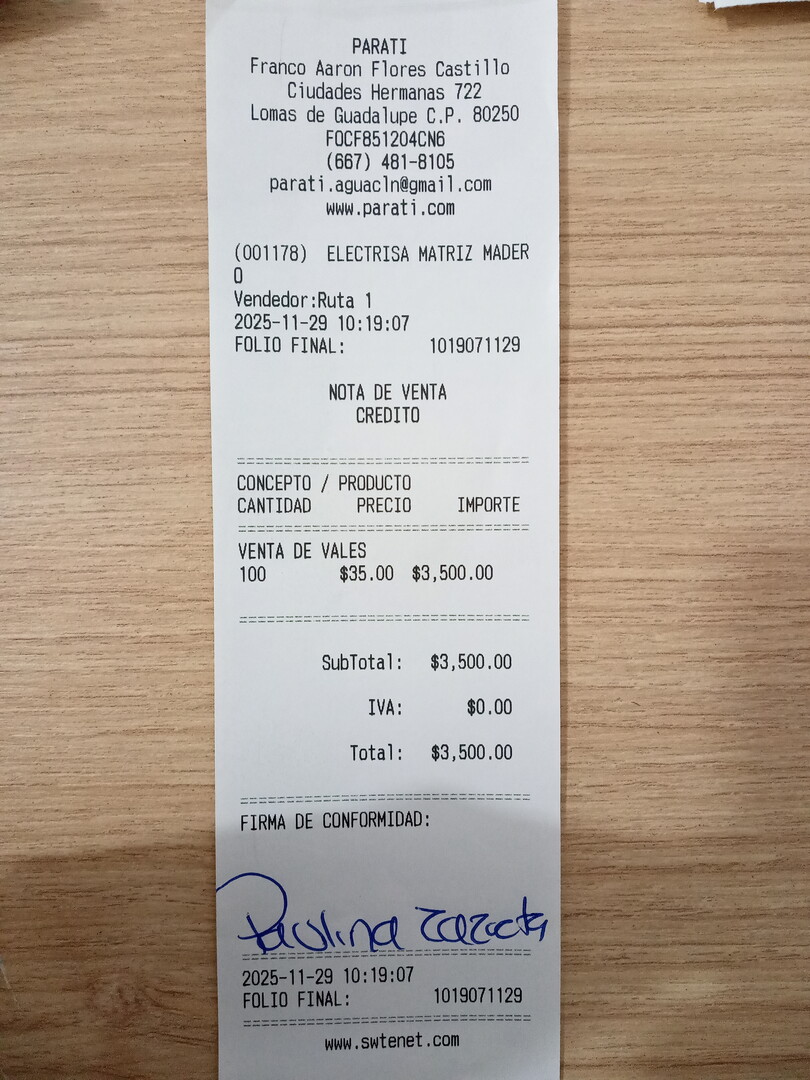 PARATI
Franco Aaron Flores Castillo
Ciudades Hermanas 722
Lomas de Guadalupe C.P. 80250
FOCF851204CN6
(667) 481-8105
parati.aguacln@gmail.com
www.parati.com
(001178) ELECTRISA MATRIZ MADER
O
Vendedor:Ruta 1
2025-11-29 10:19:07
FOLIO FINAL: 1019071129
NOTA DE VENTA
CREDITO
================================
CONCEPTO / PRODUCTO
CANTIDAD PRECIO IMPORTE
================================
VENTA DE VALES
100 $35.00 $3,500.00
================================
SubTotal: $3,500.00
IVA: $0.00
Total: $3,500.00
================================
FIRMA DE CONFORMIDAD:
Paulina
================================
2025-11-29 10:19:07
FOLIO FINAL: 1019071129
================================
www.swtenet.com